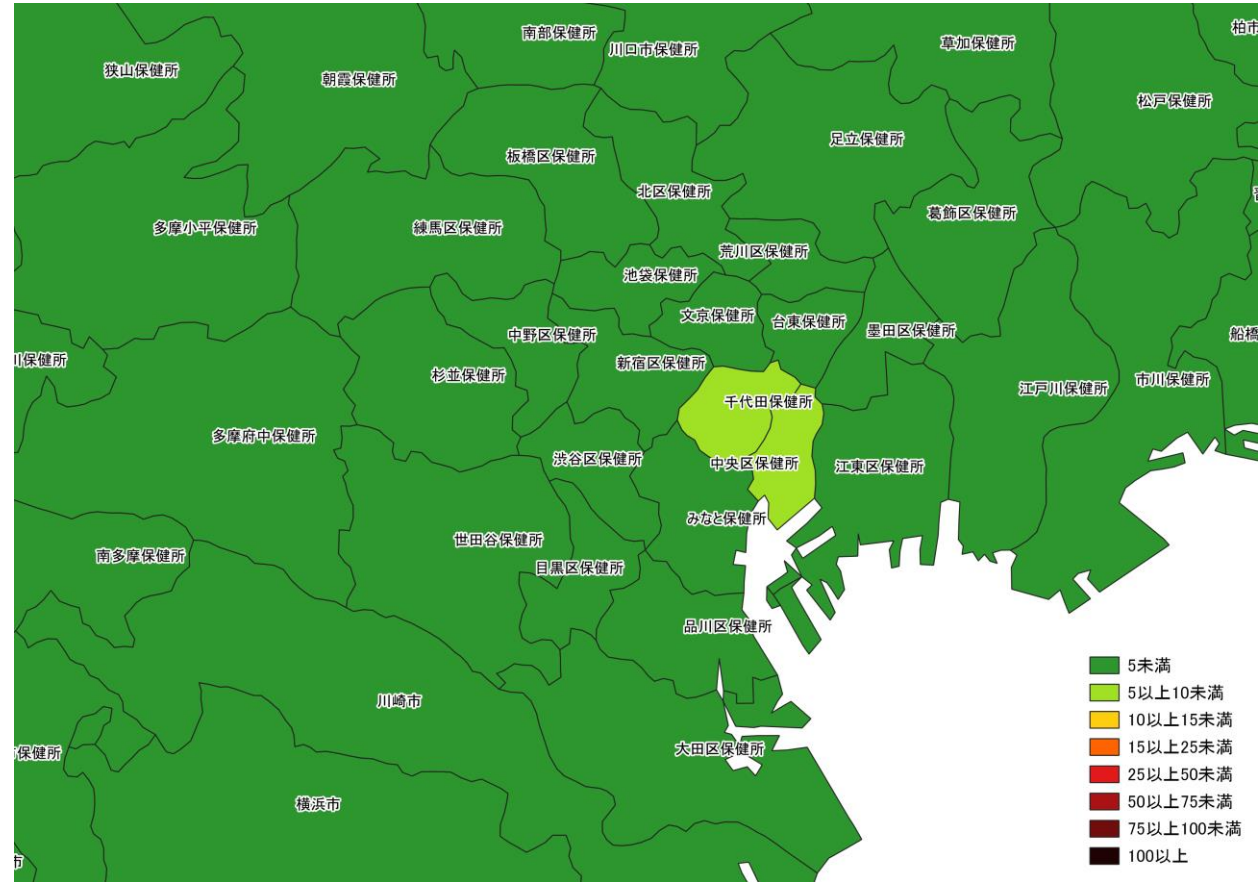 南部保健所
川口市保健所
草加保健所
柏市
狭山保健所
朝霞保健所
松戸保健所
足立保健所
板橋区保健所
北区保健所
葛飾区保健所
多摩小平保健所
練馬区保健所
荒川区保健所
池袋保健所
文京保健所
台東保健所
墨田区保健所
中野区保健所
船橋
川保健所
新宿区保健所
杉並保健所
江戸川保健所
市川保健所
千代田保健所
多摩府中保健所
渋谷区保健所
中央区保健所
江東区保健所
みなと保健所
世田谷保健所
南多摩保健所
目黒区保健所
品川区保健所
川崎市
大田区保健所
保健所
横浜市
市
5未満
5以上10未満
10以上15未満
15以上25未満
25以上50未満
50以上75未満
75以上100未満
100以上